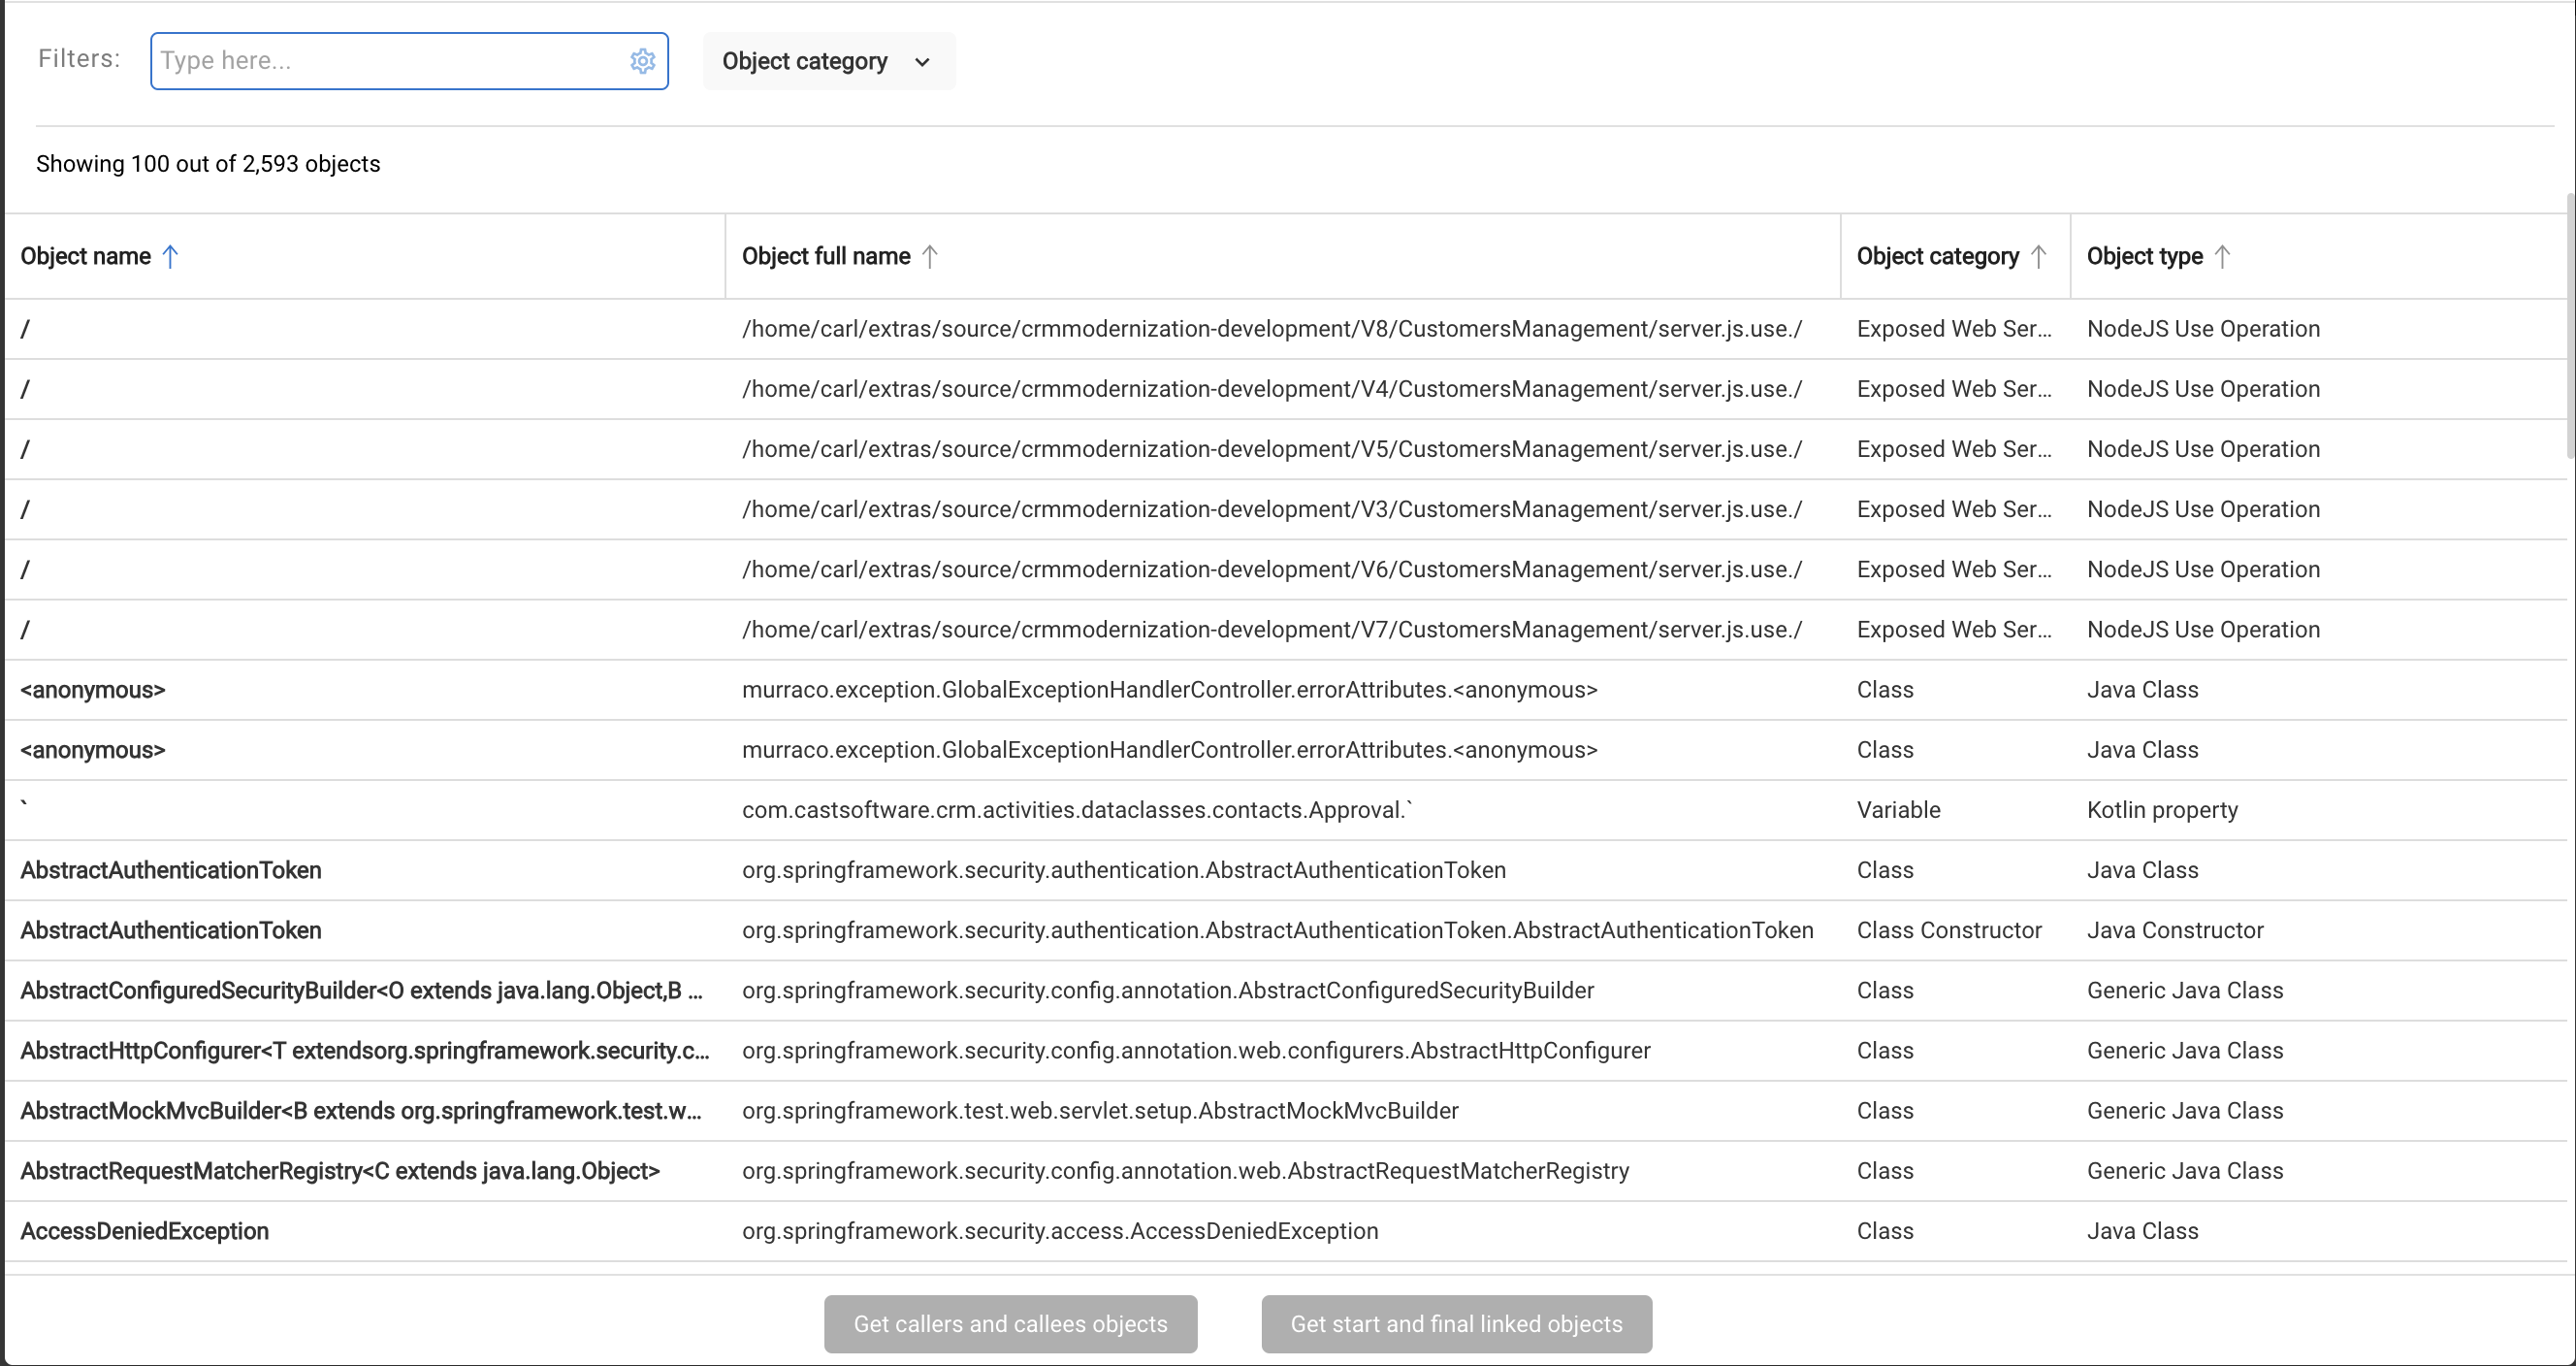 Filters: Type here... Object category
Showing 100 out of 2,593 objects
Object name Object full name Object category Object type
/ /home/carl/extras/source/crmmodernization-development/V8/CustomersManagement/server.js.use./ Exposed Web Ser... NodeJS Use Operation
/ /home/carl/extras/source/crmmodernization-development/V4/CustomersManagement/server.js.use./ Exposed Web Ser... NodeJS Use Operation
/ /home/carl/extras/source/crmmodernization-development/V5/CustomersManagement/server.js.use./ Exposed Web Ser... NodeJS Use Operation
/ /home/carl/extras/source/crmmodernization-development/V3/CustomersManagement/server.js.use./ Exposed Web Ser... NodeJS Use Operation
/ /home/carl/extras/source/crmmodernization-development/V6/CustomersManagement/server.js.use./ Exposed Web Ser... NodeJS Use Operation
/ /home/carl/extras/source/crmmodernization-development/V7/CustomersManagement/server.js.use./ Exposed Web Ser... NodeJS Use Operation
<anonymous> murraco.exception.GlobalExceptionHandlerController.errorAttributes.<anonymous> Class Java Class
<anonymous> murraco.exception.GlobalExceptionHandlerController.errorAttributes.<anonymous> Class Java Class
` com.castsoftware.crm.activities.dataclasses.contacts.Approval.` Variable Kotlin property
AbstractAuthenticationToken org.springframework.security.authentication.AbstractAuthenticationToken Class Java Class
AbstractAuthenticationToken org.springframework.security.authentication.AbstractAuthenticationToken.AbstractAuthenticationToken Class Constructor Java Constructor
AbstractConfiguredSecurityBuilder<O extends java.lang.Object,B ... org.springframework.security.config.annotation.AbstractConfiguredSecurityBuilder Class Generic Java Class
AbstractHttpConfigurer<T extendsorg.springframework.security.c... org.springframework.security.config.annotation.web.configurers.AbstractHttpConfigurer Class Generic Java Class
AbstractMockMvcBuilder<B extends org.springframework.test.w... org.springframework.test.web.servlet.setup.AbstractMockMvcBuilder Class Generic Java Class
AbstractRequestMatcherRegistry<C extends java.lang.Object> org.springframework.security.config.annotation.web.AbstractRequestMatcherRegistry Class Generic Java Class
AccessDeniedException org.springframework.security.access.AccessDeniedException Class Java Class
Get callers and callees objects Get start and final linked objects